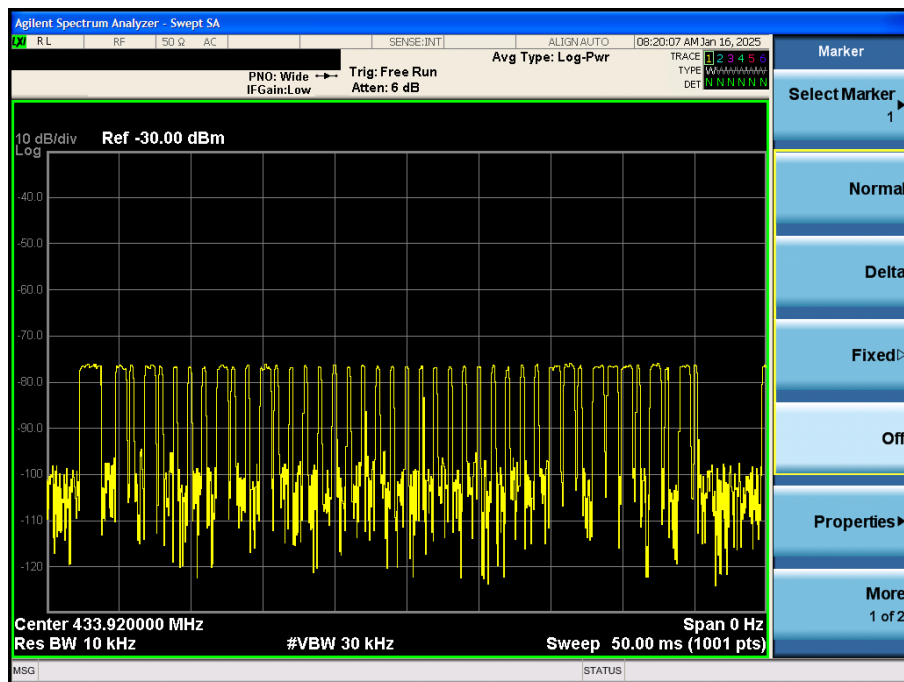 Agilent Spectrum Analyzer - Swept SA
LXI RL RF 50 Ω AC SENSE:INT ALIGN AUTO 08:20:07 AM Jan 16, 2025
Avg Type: Log-Pwr
TRACE 1 2 3 4 5 6
TYPE W
DET N N N N N N
PNO: Wide
IFGain:Low
Trig: Free Run
Atten: 6 dB
10 dB/div
Log
Ref -30.00 dBm
-40.0
-50.0
-60.0
-70.0
-80.0
-90.0
-100
-110
-120
Center 433.920000 MHz Span 0 Hz
Res BW 10 kHz #VBW 30 kHz Sweep 50.00 ms (1001 pts)
MSG STATUS
Marker
Select Marker
1
Normal
Delta
Fixed
Off
Properties
More
1 of 2